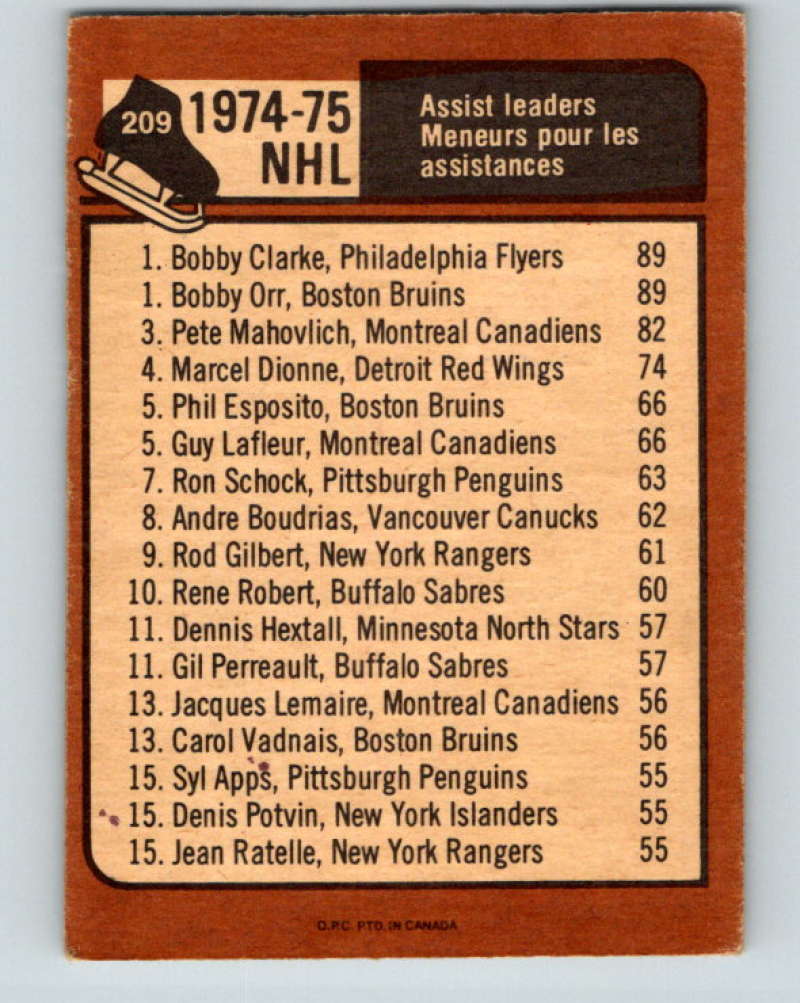 209
1974-75
NHL
Assist leaders
Meneurs pour les
assistances
1. Bobby Clarke, Philadelphia Flyers 89
1. Bobby Orr, Boston Bruins 89
3. Pete Mahovlich, Montreal Canadiens 82
4. Marcel Dionne, Detroit Red Wings 74
5. Phil Esposito, Boston Bruins 66
5. Guy Lafleur, Montreal Canadiens 66
7. Ron Schock, Pittsburgh Penguins 63
8. Andre Boudrias, Vancouver Canucks 62
9. Rod Gilbert, New York Rangers 61
10. Rene Robert, Buffalo Sabres 60
11. Dennis Hextall, Minnesota North Stars 57
11. Gil Perreault, Buffalo Sabres 57
13. Jacques Lemaire, Montreal Canadiens 56
13. Carol Vadnais, Boston Bruins 56
15. Syl Apps, Pittsburgh Penguins 55
15. Denis Potvin, New York Islanders 55
15. Jean Ratelle, New York Rangers 55
O.P.C. PTD. IN CANADA